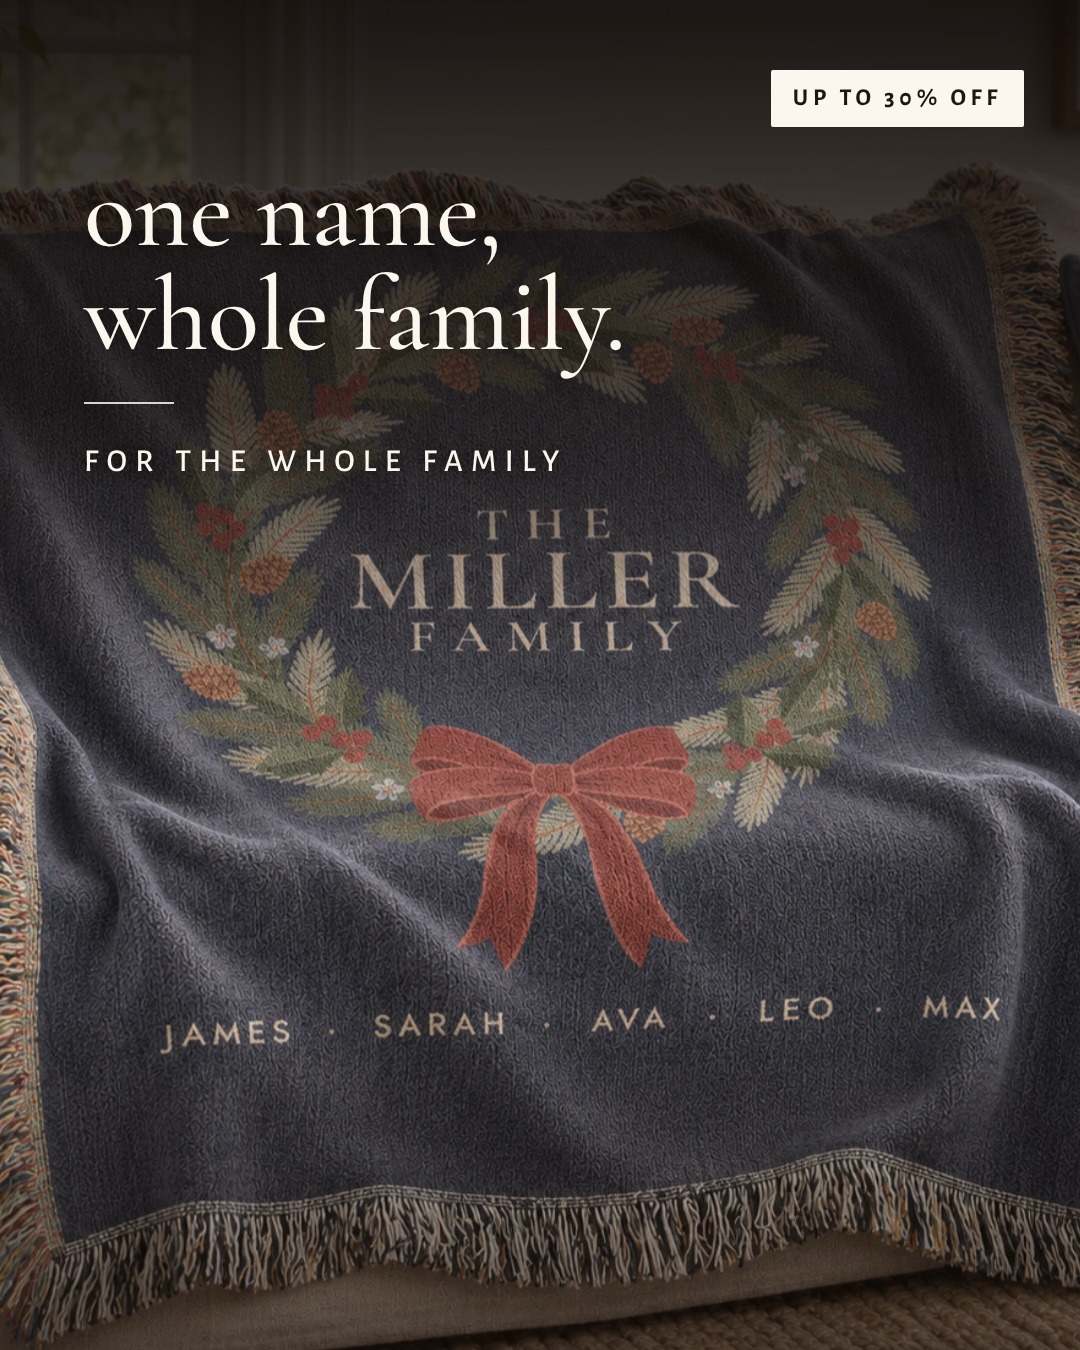 UP TO 30% OFF
one name,
whole family.
FOR THE WHOLE FAMILY
THE
MILLER
FAMILY
JAMES · SARAH · AVA · LEO · MAX